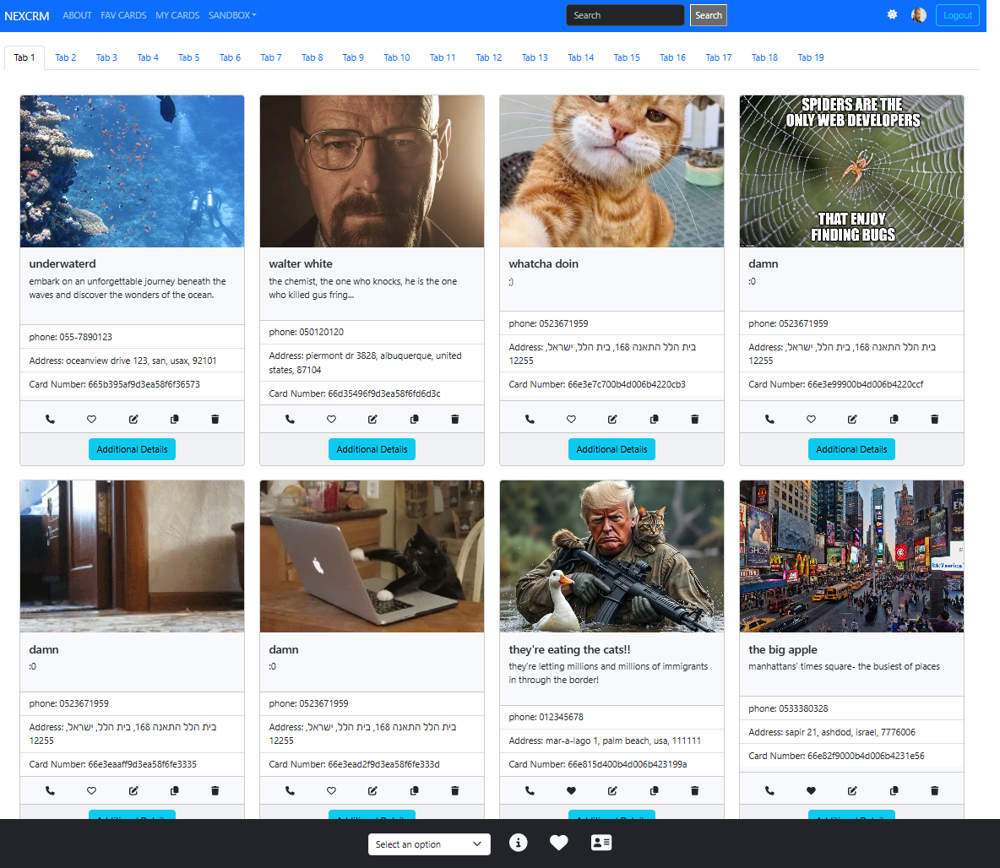 NEXCRM ABOUT FAV CARDS MY CARDS SANDBOX Search Search Logout
Tab 1 Tab 2 Tab 3 Tab 4 Tab 5 Tab 6 Tab 7 Tab 8 Tab 9 Tab 10 Tab 11 Tab 12 Tab 13 Tab 14 Tab 15 Tab 16 Tab 17 Tab 18 Tab 19
underwaterd
embark on an unforgettable journey beneath the
waves and discover the wonders of the ocean.
phone: 055-7890123
Address: oceanview drive 123, san, usax, 92101
Card Number: 665b395af9d3ea58f6f36573
Additional Details
walter white
the chemist, the one who knocks, he is the one
who killed gus fring...
phone: 050120120
Address: piermont dr 3828, albuquerque, united
states, 87104
Card Number: 66d35496f9d3ea58f6fd6d3c
Additional Details
whatcha doin
;)
phone: 0523671959
Address: בית הלל התאנה 168, בית הלל, ישראל,
12255
Card Number: 66e3e7c700b4d006b4220cb3
Additional Details
SPIDERS ARE THE
ONLY WEB DEVELOPERS
THAT ENJOY
FINDING BUGS
damn
:0
phone: 0523671959
Address: בית הלל התאנה 168, בית הלל, ישראל,
12255
Card Number: 66e3e99900b4d006b4220ccf
Additional Details
damn
:0
phone: 0523671959
Address: בית הלל התאנה 168, בית הלל, ישראל,
12255
Card Number: 66e3eaaff9d3ea58f6fe3335
Additional Details
damn
:0
phone: 0523671959
Address: בית הלל התאנה 168, בית הלל, ישראל,
12255
Card Number: 66e3ead2f9d3ea58f6fe333d
Additional Details
they're eating the cats!!
they're letting millions and millions of immigrants
in through the border!
phone: 012345678
Address: mar-a-lago 1, palm beach, usa, 111111
Card Number: 66e815d400b4d006b423199a
Additional Details
the big apple
manhattans' times square- the busiest of places
phone: 0533380328
Address: sapir 21, ashdod, israel, 7776006
Card Number: 66e82f9000b4d006b4231e56
Additional Details
Select an option